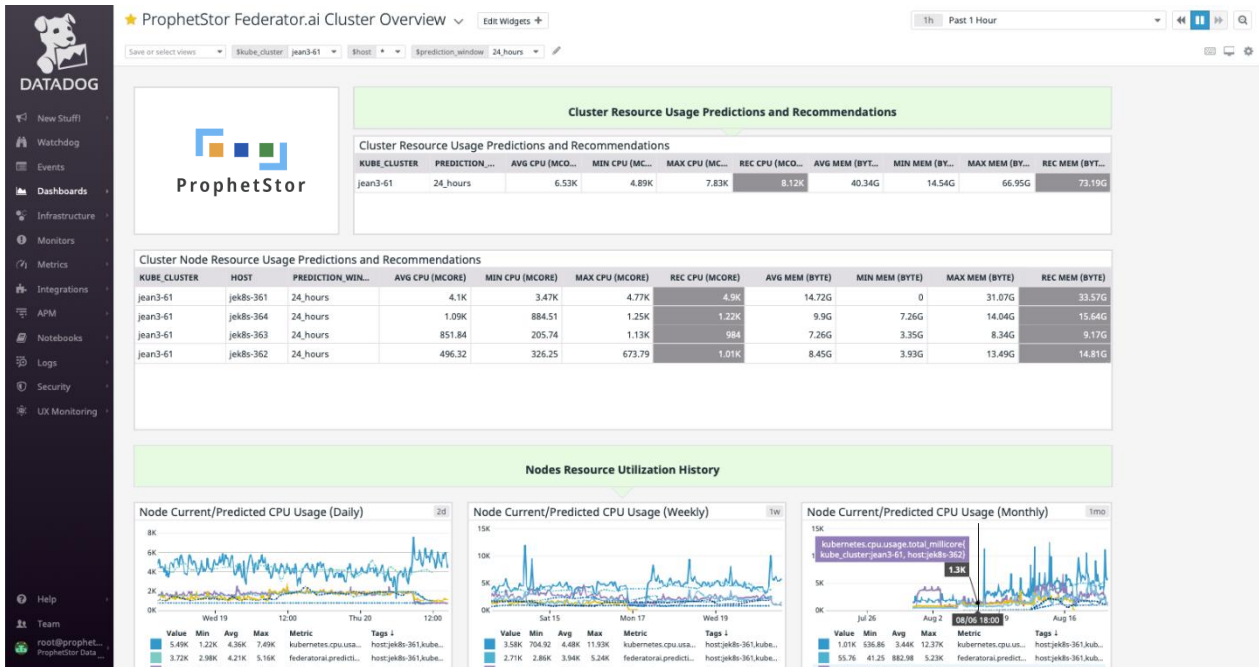 ProphetStor Federator.ai Cluster Overview
Edit Widgets +
1h Past 1 Hour
Save or select views
$kube_cluster jean3-61
$host *
$prediction_window 24_hours
DATADOG
New Stuff!
Watchdog
Events
Dashboards
Infrastructure
Monitors
Metrics
Integrations
APM
Notebooks
Logs
Security
UX Monitoring
Help
Team
root@prophet...
ProphetStor Data ...
ProphetStor
Cluster Resource Usage Predictions and Recommendations
Cluster Resource Usage Predictions and Recommendations
KUBE_CLUSTER PREDICTION_... AVG CPU (MCO... MIN CPU (MC... MAX CPU (MC... REC CPU (MCO... AVG MEM (BYT... MIN MEM (BY... MAX MEM (BY... REC MEM (BYT...
jean3-61 24_hours 6.53K 4.89K 7.83K 8.12K 40.34G 14.54G 66.95G 73.19G
Cluster Node Resource Usage Predictions and Recommendations
KUBE_CLUSTER HOST PREDICTION_WIN... AVG CPU (MCORE) MIN CPU (MCORE) MAX CPU (MCORE) REC CPU (MCORE) AVG MEM (BYTE) MIN MEM (BYTE) MAX MEM (BYTE) REC MEM (BYTE)
jean3-61 jek8s-361 24_hours 4.1K 3.47K 4.77K 4.9K 14.72G 0 31.07G 33.57G
jean3-61 jek8s-364 24_hours 1.09K 884.51 1.25K 1.22K 9.9G 7.26G 14.04G 15.64G
jean3-61 jek8s-363 24_hours 851.84 205.74 1.13K 984 7.26G 3.35G 8.34G 9.17G
jean3-61 jek8s-362 24_hours 496.32 326.25 673.79 1.01K 8.45G 3.93G 13.49G 14.81G
Nodes Resource Utilization History
Node Current/Predicted CPU Usage (Daily) 2d
8K
6K
4K
2K
0K
Wed 19 12:00 Thu 20 12:00
Value Min Avg Max Metric Tags ↓
5.49K 1.22K 4.36K 7.49K kubernetes.cpu.usa... host:jek8s-361,kube...
3.72K 2.98K 4.21K 5.16K federatorai.predicti... host:jek8s-361,kube...
Node Current/Predicted CPU Usage (Weekly) 1w
15K
10K
5K
0K
Sat 15 Mon 17 Wed 19
Value Min Avg Max Metric Tags ↓
3.58K 704.92 4.48K 11.93K kubernetes.cpu.usa... host:jek8s-361,kube...
2.71K 2.86K 3.94K 5.24K federatorai.predicti... host:jek8s-361,kube...
Node Current/Predicted CPU Usage (Monthly) 1mo
15K
kubernetes.cpu.usage.total_millicore{
kube_cluster:jean3-61, host:jek8s-362}
1.3K
5K
0K
Jul 26 Aug 2 08/06 18:00 9 Aug 16
Value Min Avg Max Metric Tags ↓
1.01K 636.86 3.44K 12.37K kubernetes.cpu.us... host:jek8s-361,kub...
55.76 41.25 882.98 5.23K federatorai.predict... host:jek8s-361,kub...